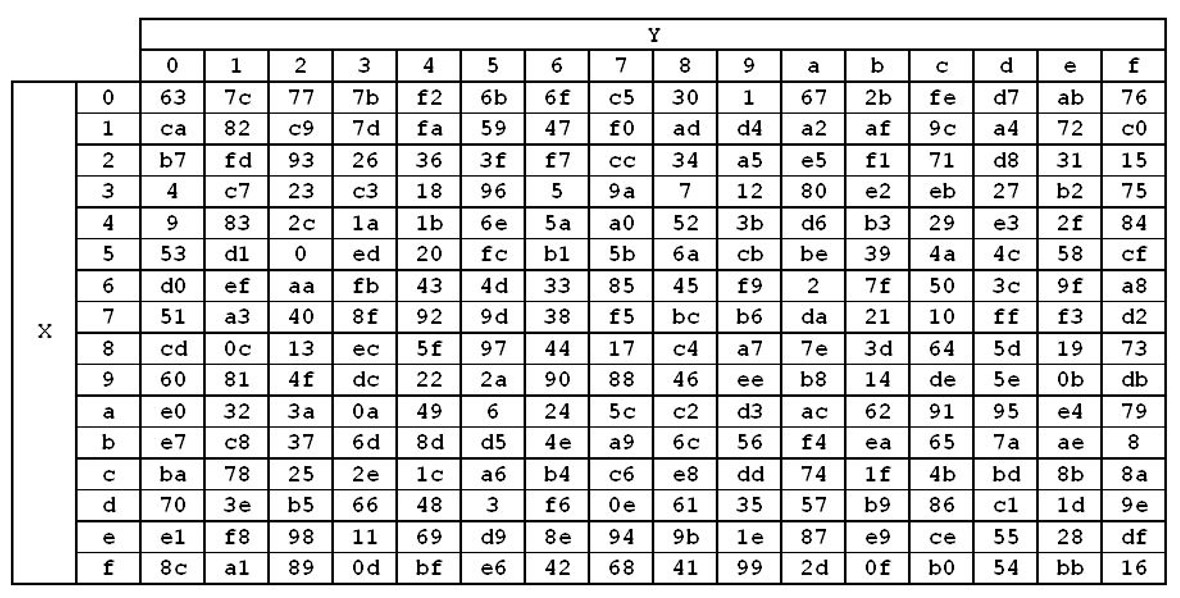 Y
0 1 2 3 4 5 6 7 8 9 a b c d e f
0 63 7c 77 7b f2 6b 6f c5 30 1 67 2b fe d7 ab 76
1 ca 82 c9 7d fa 59 47 f0 ad d4 a2 af 9c a4 72 c0
2 b7 fd 93 26 36 3f f7 cc 34 a5 e5 f1 71 d8 31 15
3 4 c7 23 c3 18 96 5 9a 7 12 80 e2 eb 27 b2 75
4 9 83 2c 1a 1b 6e 5a a0 52 3b d6 b3 29 e3 2f 84
5 53 d1 0 ed 20 fc b1 5b 6a cb be 39 4a 4c 58 cf
6 d0 ef aa fb 43 4d 33 85 45 f9 2 7f 50 3c 9f a8
X 7 51 a3 40 8f 92 9d 38 f5 bc b6 da 21 10 ff f3 d2
8 cd 0c 13 ec 5f 97 44 17 c4 a7 7e 3d 64 5d 19 73
9 60 81 4f dc 22 2a 90 88 46 ee b8 14 de 5e 0b db
a e0 32 3a 0a 49 6 24 5c c2 d3 ac 62 91 95 e4 79
b e7 c8 37 6d 8d d5 4e a9 6c 56 f4 ea 65 7a ae 8
c ba 78 25 2e 1c a6 b4 c6 e8 dd 74 1f 4b bd 8b 8a
d 70 3e b5 66 48 3 f6 0e 61 35 57 b9 86 c1 1d 9e
e e1 f8 98 11 69 d9 8e 94 9b 1e 87 e9 ce 55 28 df
f 8c a1 89 0d bf e6 42 68 41 99 2d 0f b0 54 bb 16